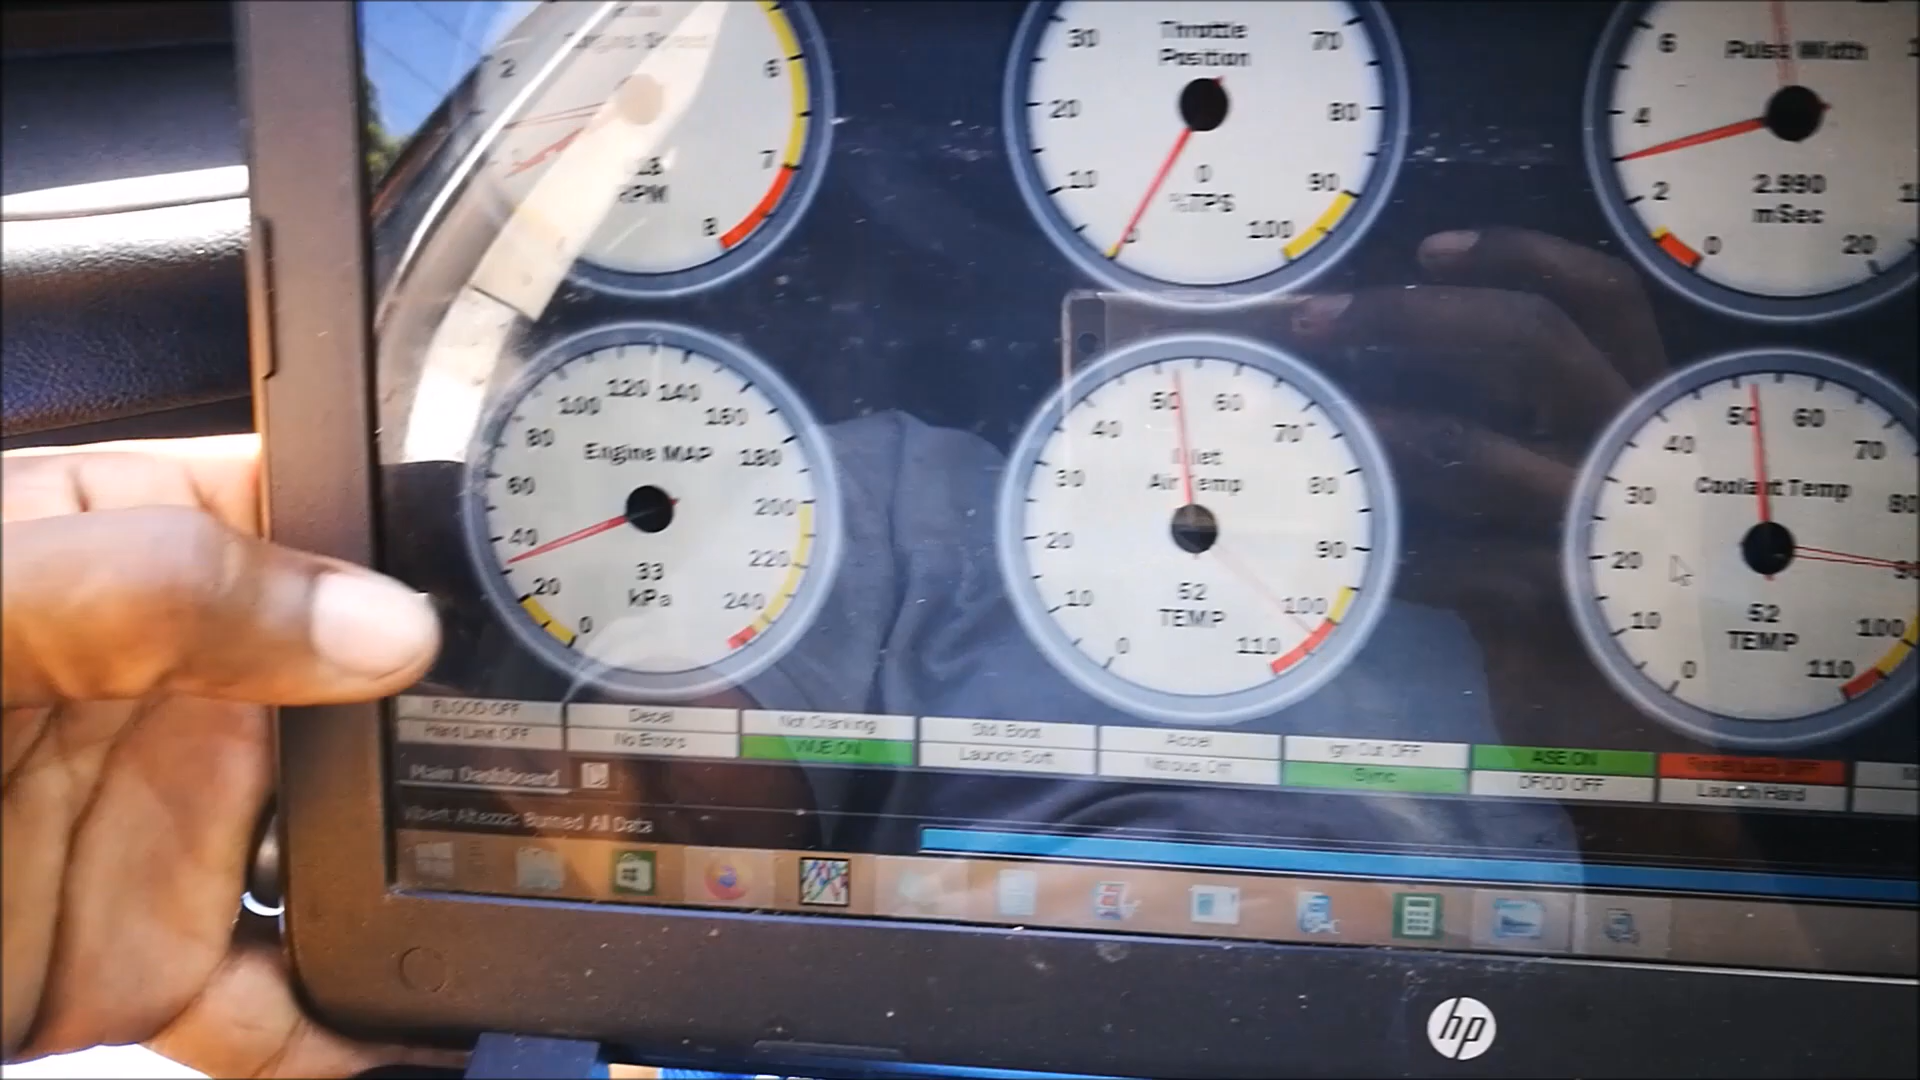 2
6
7
8
RPM
Throttle
Position
30
70
20
80
10
90
0
100
0
%TPS
Pulse Width
6
4
2
0
20
2.990
mSec
Engine MAP
0
20
40
60
80
100
120
140
160
180
200
220
240
33
kPa
Inlet
Air Temp
0
10
20
30
40
50
60
70
80
90
100
110
52
TEMP
Coolant Temp
0
10
20
30
40
50
60
70
80
90
100
110
52
TEMP
FLOOD OFF
Decel
Not Cranking
Std. Boot
Accel
Ign Cut OFF
ASE ON
Hard Limit OFF
No Errors
WUE ON
Launch Soft
Nitrous Off
Sync
DFCO OFF
Launch Hard
Main Dashboard
Vibert Altezza: Burned All Data
hp